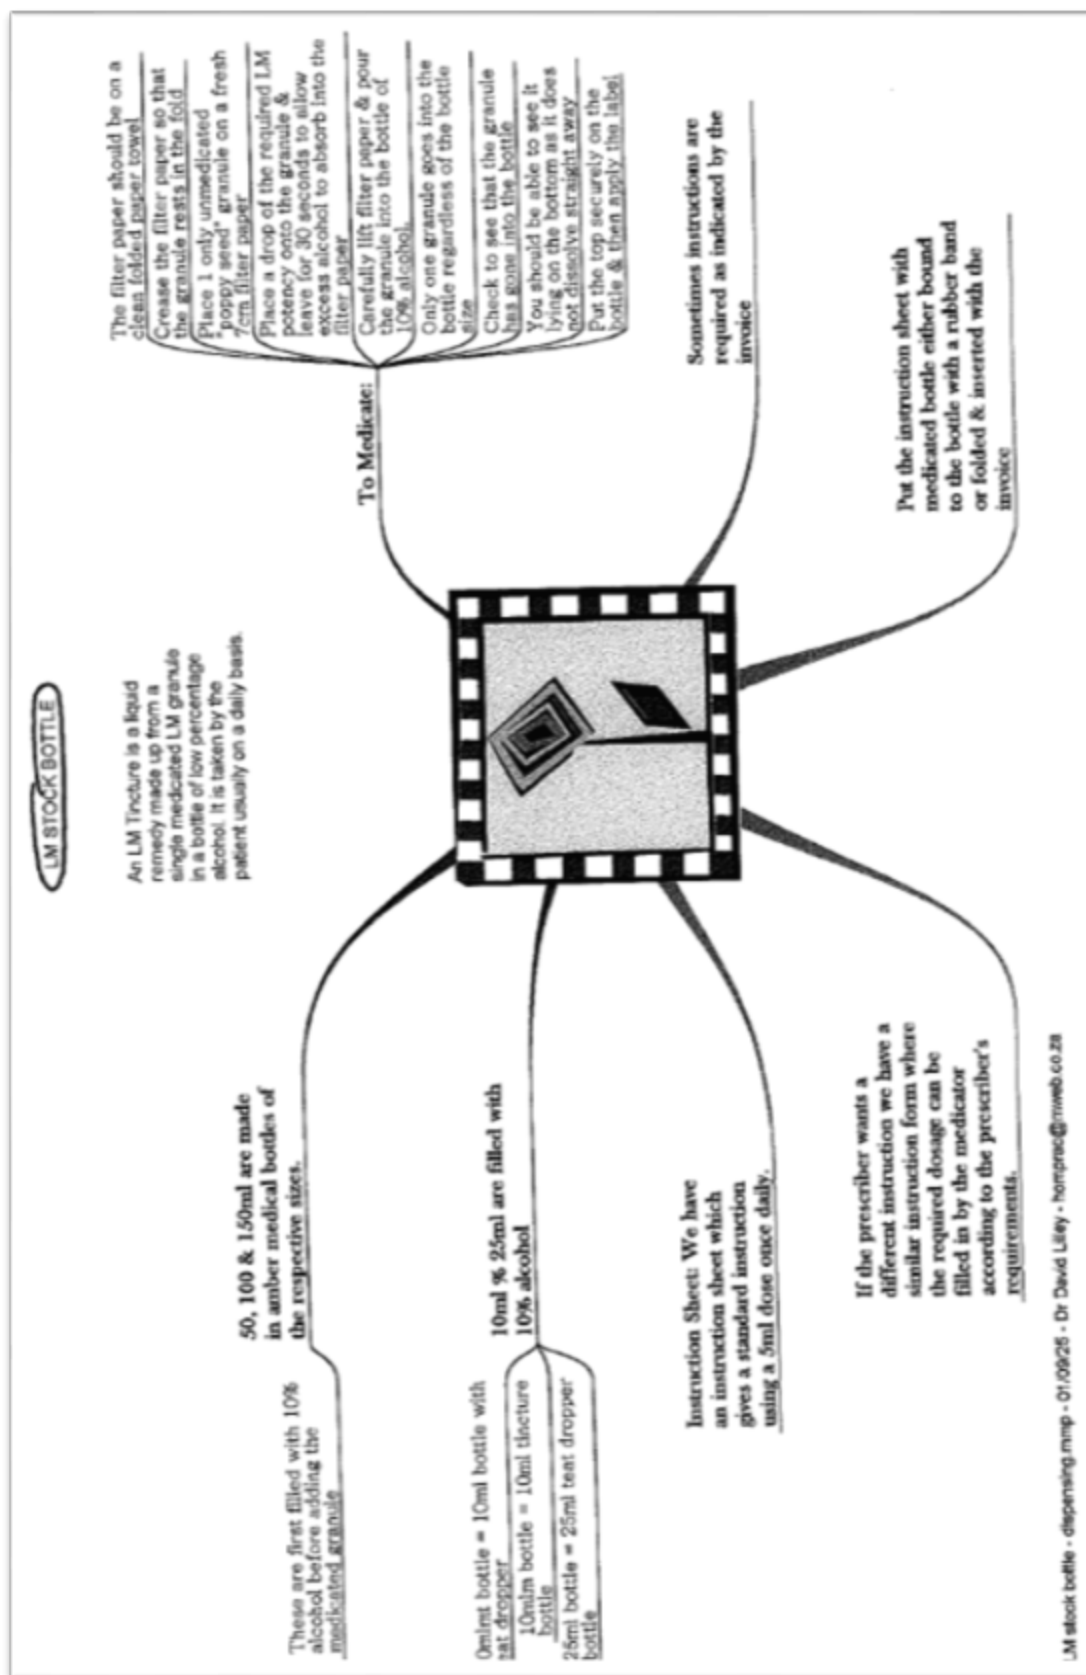 LM STOCK BOTTLE
An LM Tincture is a liquid
remedy made up from a
single medicated LM granule
in a bottle of low percentage
alcohol. It is taken by the
patient usually on a daily basis.
To Medicate:
The filter paper should be on a
clean folded paper towel
Crease the filter paper so that
the granule rests in the fold
Place 1 only unmedicated
"poppy seed" granule on a fresh
7cm filter paper
Place a drop of the required LM
potency onto the granule &
leave for 30 seconds to allow
excess alcohol to absorb into the
filter paper
Carefully lift filter paper & pour
the granule into the bottle of
10% alcohol.
Only one granule goes into the
bottle regardless of the bottle
size
Check to see that the granule
has gone into the bottle
You should be able to see it
lying on the bottom as it does
not dissolve straight away
Put the top securely on the
bottle & then apply the label
Sometimes instructions are
required as indicated by the
invoice
Put the instruction sheet with
medicated bottle either bound
to the bottle with a rubber band
or folded & inserted with the
invoice
If the prescriber wants a
different instruction we have a
similar instruction form where
the required dosage can be
filled in by the medicator
according to the prescriber's
requirements.
Instruction Sheet: We have
an instruction sheet which
gives a standard instruction
using a 5ml dose once daily.
10ml % 25ml are filled with
10% alcohol
0mlmt bottle = 10ml bottle with
eat dropper
10mlm bottle = 10ml tincture
bottle
25ml bottle = 25ml teat dropper
bottle
50, 100 & 150ml are made
in amber medical bottles of
the respective sizes.
These are first filled with 10%
alcohol before adding the
medicated granule
LM stock bottle - dispensing.mmp - 01/09/25 - Dr David Lilley - homprac@mweb.co.za